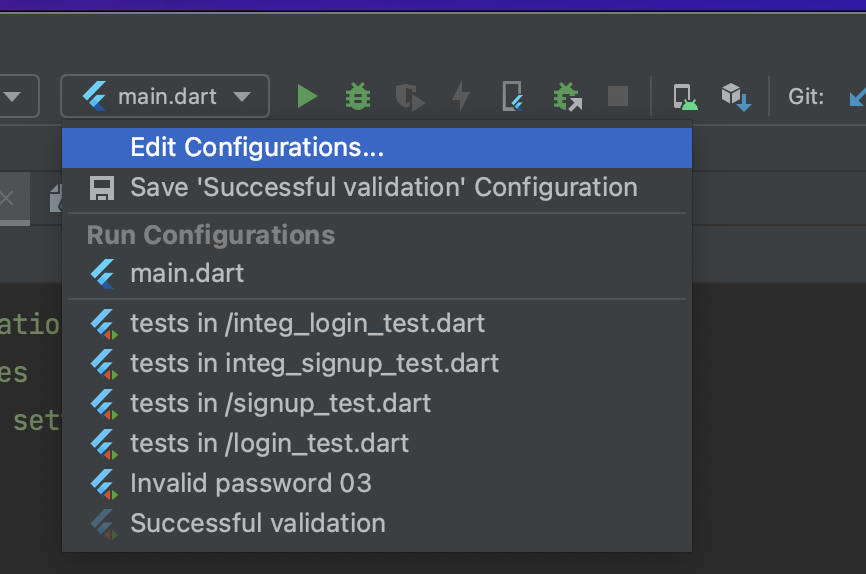 main.dart
Git:
Edit Configurations...
Save 'Successful validation' Configuration
Run Configurations
main.dart
atio
tests in /integ_login_test.dart
tests in integ_signup_test.dart
es
tests in /signup_test.dart
set
tests in /login_test.dart
Invalid password 03
Successful validation